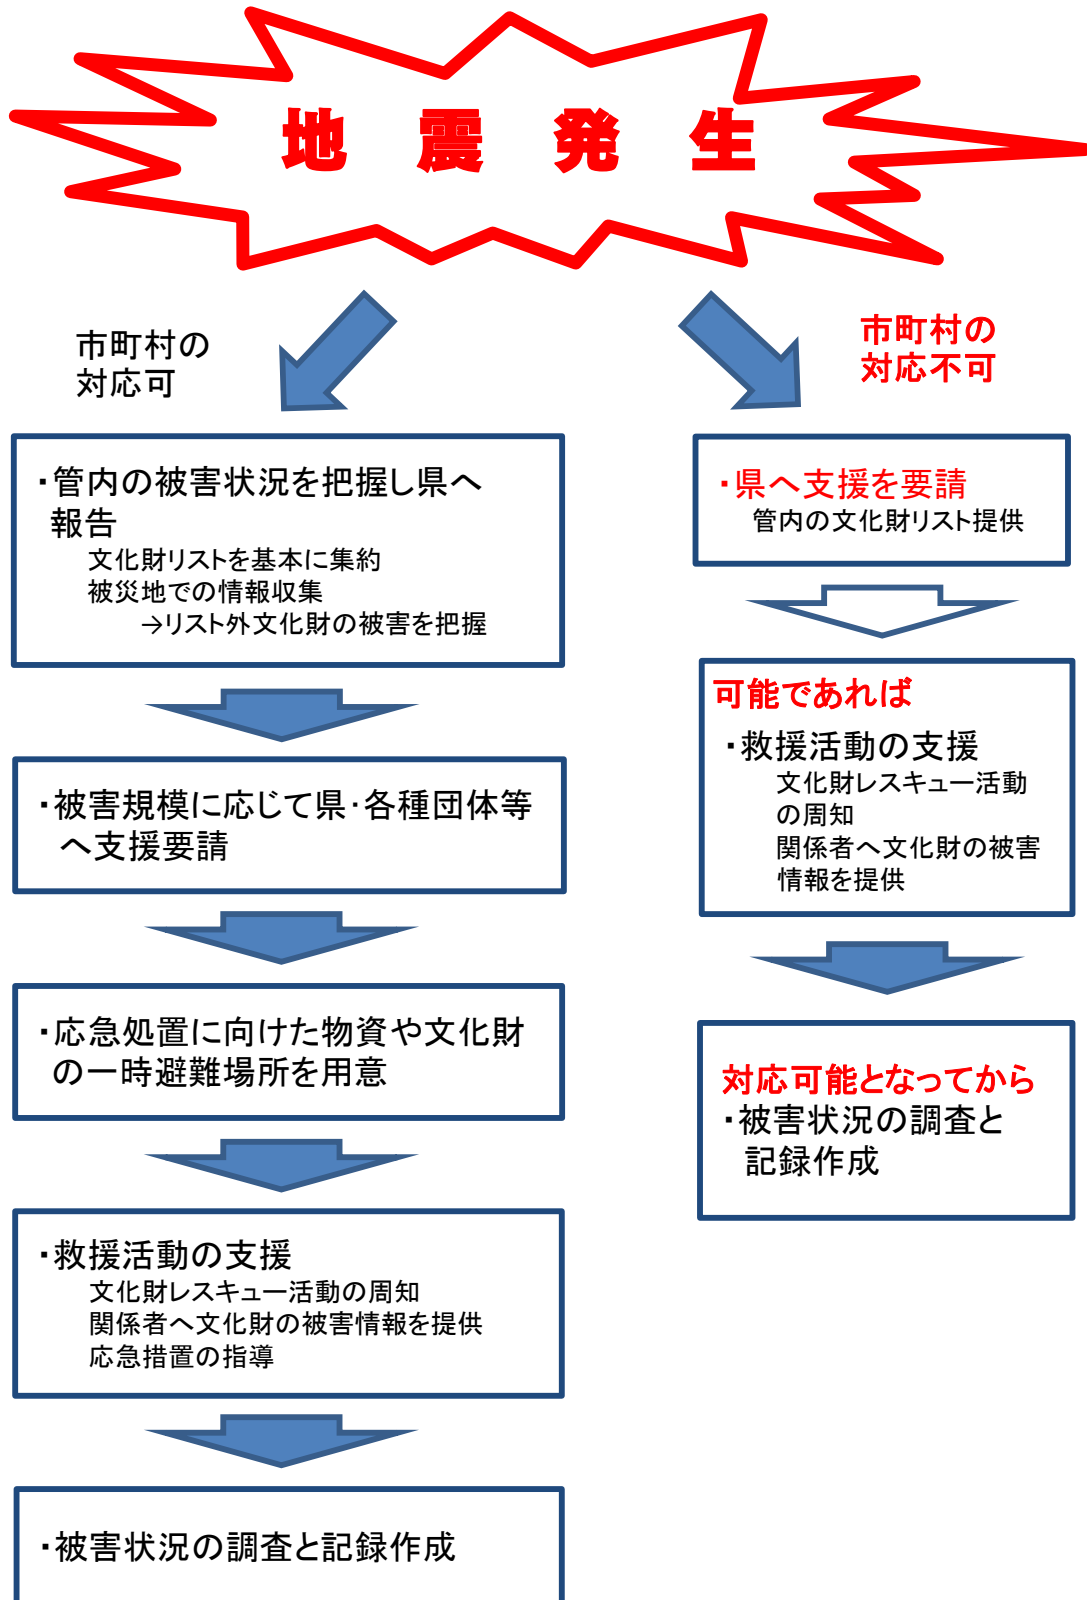 地震発生
市町村の
対応可
・管内の被害状況を把握し県へ
報告
文化財リストを基本に集約
被災地での情報収集
→リスト外文化財の被害を把握
・被害規模に応じて県・各種団体等
へ支援要請
・応急処置に向けた物資や文化財
の一時避難場所を用意
・救援活動の支援
文化財レスキュー活動の周知
関係者へ文化財の被害情報を提供
応急措置の指導
・被害状況の調査と記録作成
市町村の
対応不可
・県へ支援を要請
管内の文化財リスト提供
可能であれば
・救援活動の支援
文化財レスキュー活動
の周知
関係者へ文化財の被害
情報を提供
対応可能となってから
・被害状況の調査と
記録作成